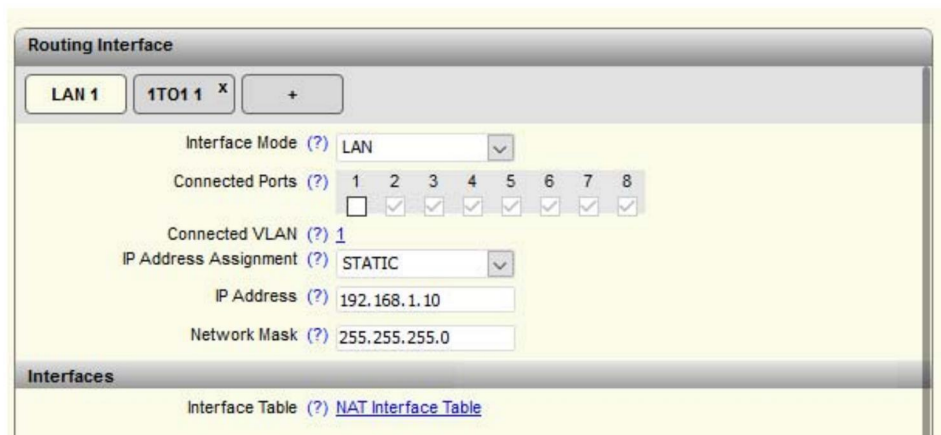 Routing Interface
LAN 1 1TO1 1 X +
Interface Mode (?) LAN
Connected Ports (?) 1 2 3 4 5 6 7 8
Connected VLAN (?) 1
IP Address Assignment (?) STATIC
IP Address (?) 192.168.1.10
Network Mask (?) 255.255.255.0
Interfaces
Interface Table (?) NAT Interface Table